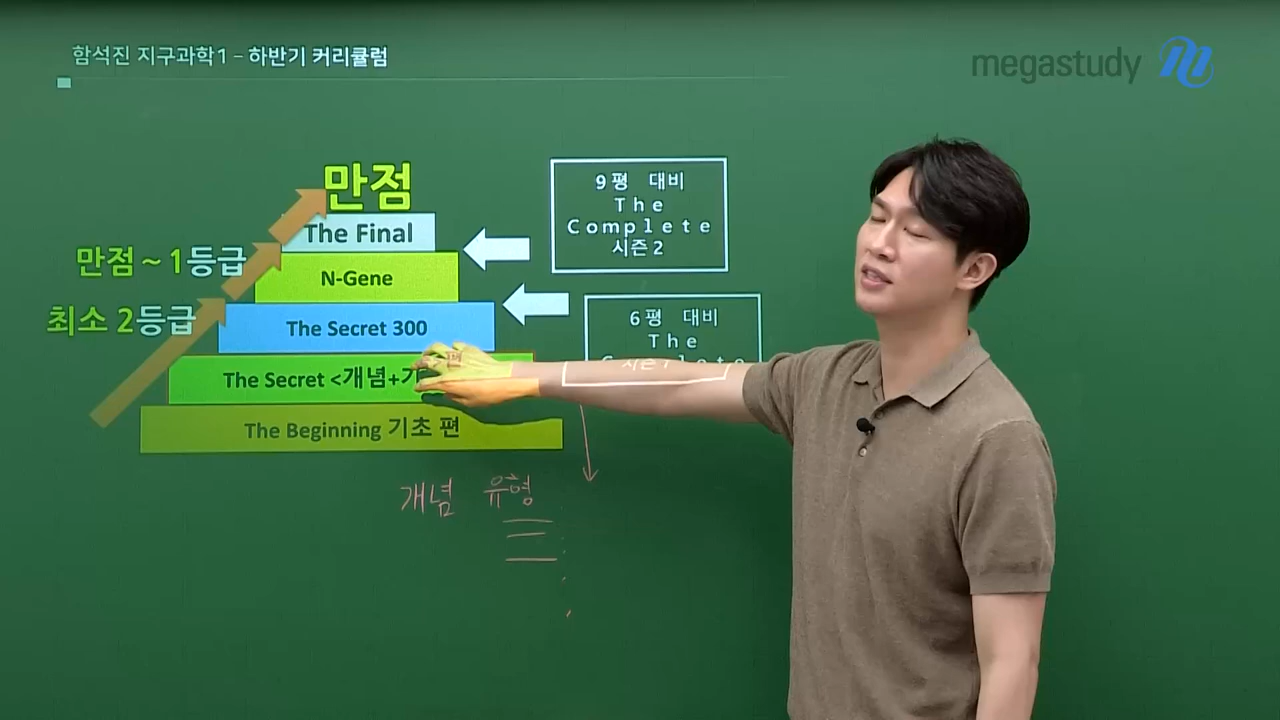 함석진 지구과학1 - 하반기 커리큘럼
megastudy
만점
The Final
만점 ~ 1등급
N-Gene
최소 2등급
The Secret 300
The Secret <개념+
The Beginning 기초 편
9평 대비
The
Complete
시즌2
6평 대비
The
개념 유형